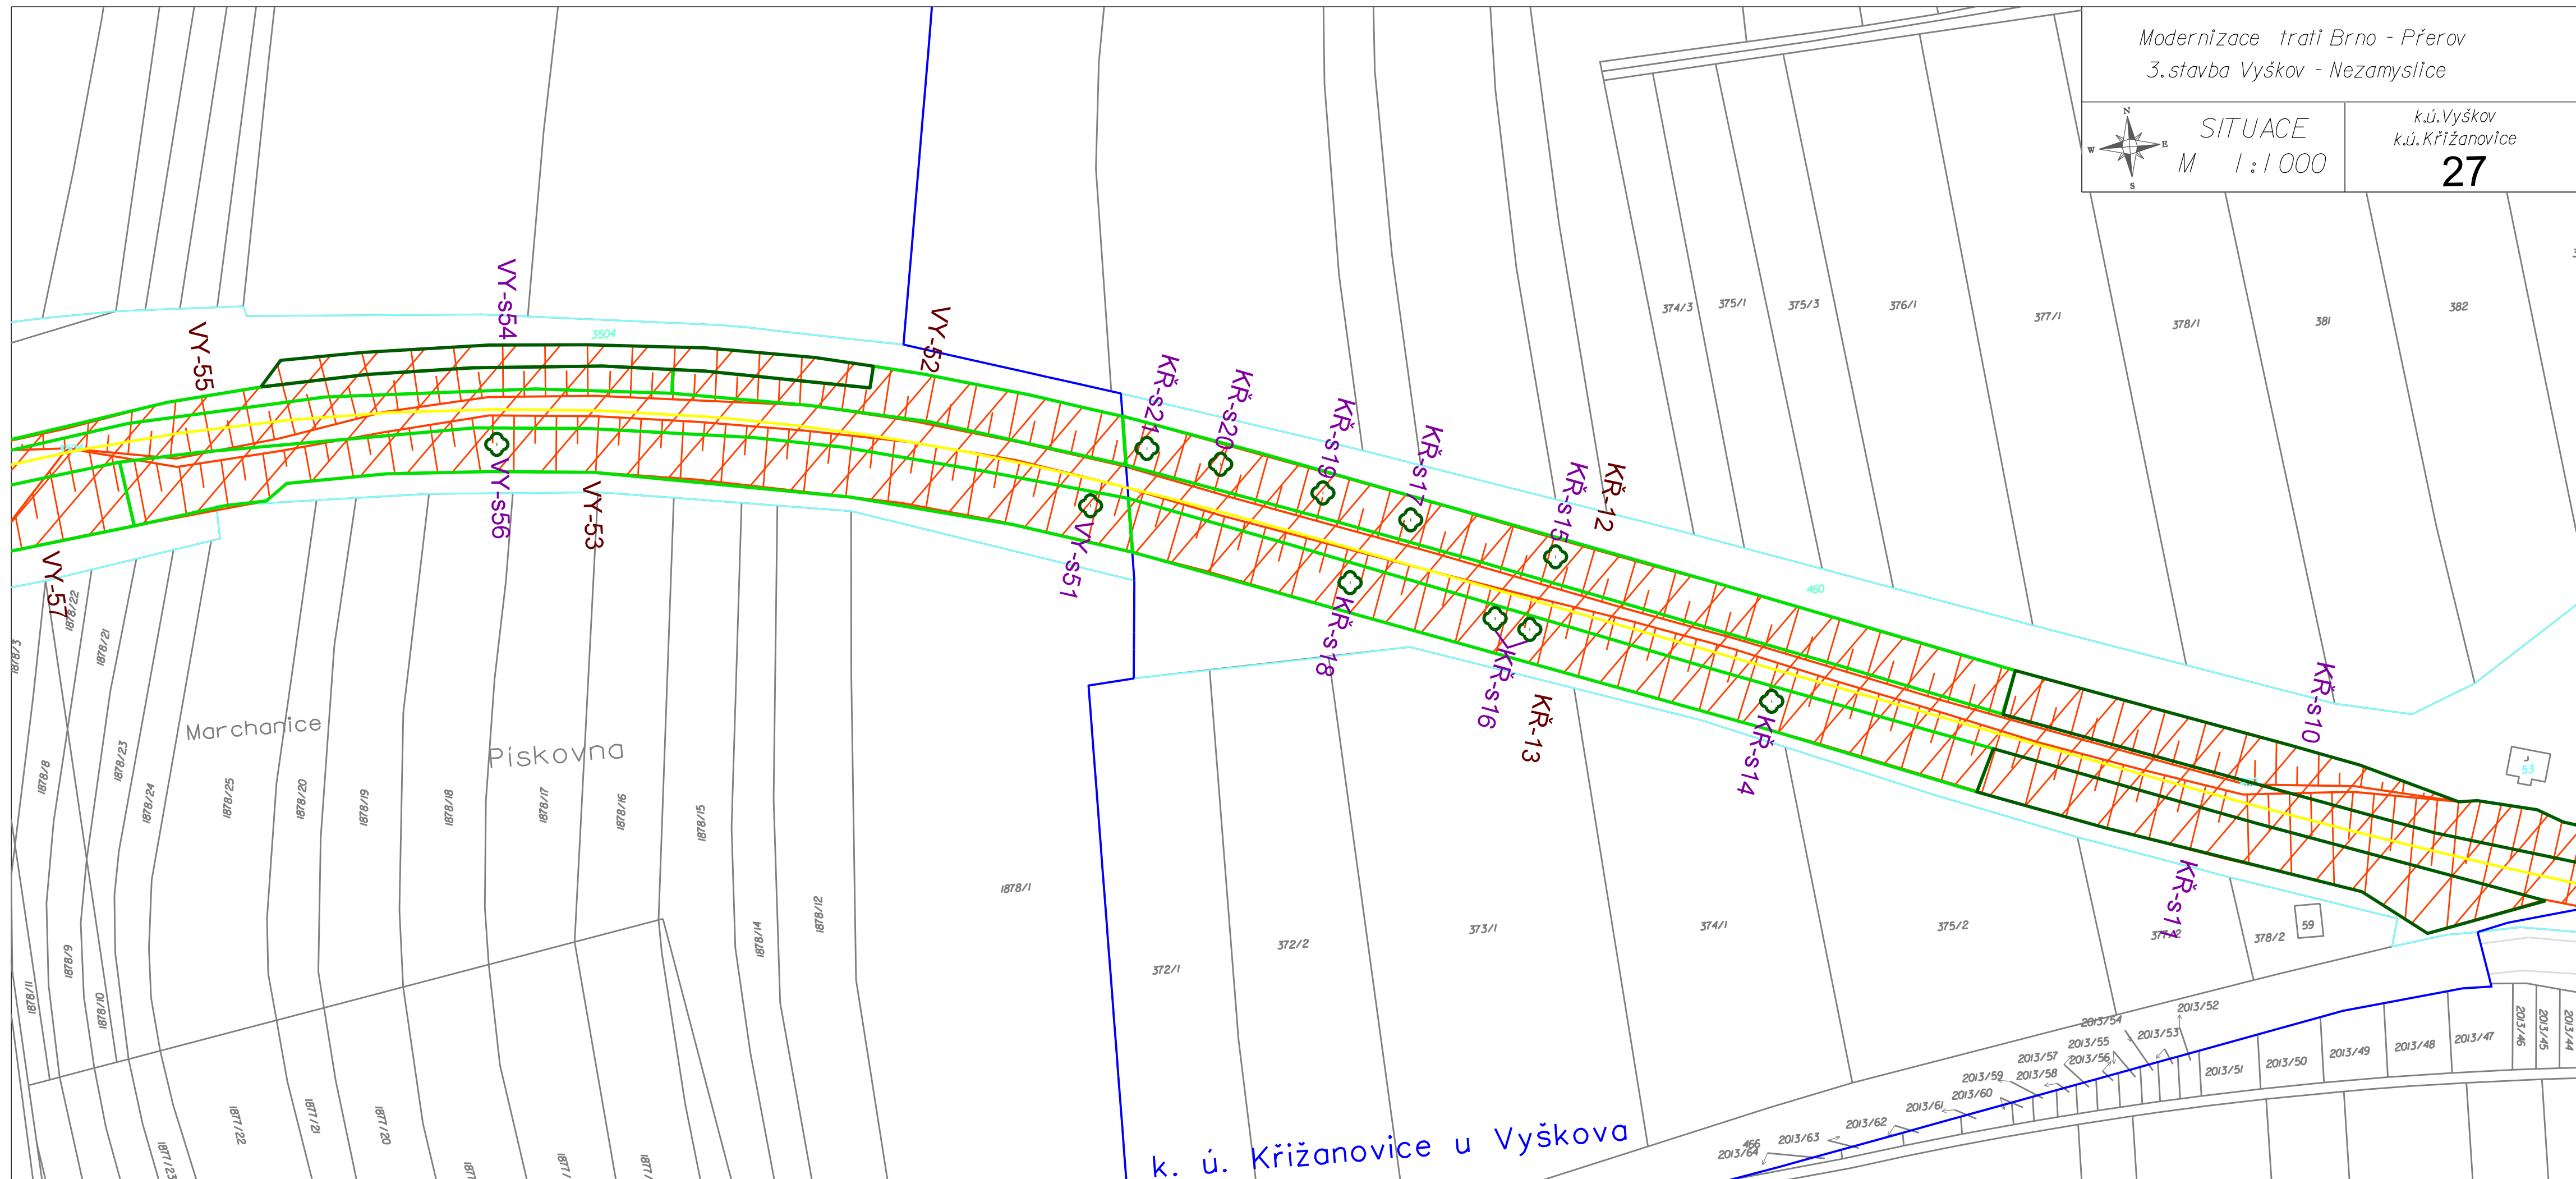 Modernizace trati Brno - Přerov
3.stavba Vyškov - Nezamyslice
N
W
E
S
SITUACE
M 1:1000
k.ú.Vyškov
k.ú.Křižanovice
27
VY-55
VY-s54
3504
VY-52
KŘ-s21
KŘ-s20
KŘ-s19
KŘ-s17
KŘ-s15
KŘ-12
374/3
375/1
375/3
376/1
377/1
378/1
381
382
460
VY-57
VY-s56
VY-53
VY-s51
KŘ-s18
KŘ-s16
KŘ-13
KŘ-s14
KŘ-s10
KŘ-s11
53
59
1878/3
1878/22
1878/21
1878/8
1878/23
1878/24
Marchanice
Pískovna
1878/25
1878/20
1878/19
1878/18
1878/17
1878/16
1878/15
1878/14
1878/12
1878/1
1878/9
1878/11
1878/10
372/1
372/2
373/1
374/1
375/2
377/2
378/2
1877/23
1877/22
1877/21
1877/20
2013/52
2013/54
2013/53
2013/55
2013/57
2013/56
2013/59
2013/58
2013/60
2013/61
2013/62
2013/63
466
2013/64
2013/51
2013/50
2013/49
2013/48
2013/47
2013/46
2013/45
2013/44
k. ú. Křižanovice u Vyškova